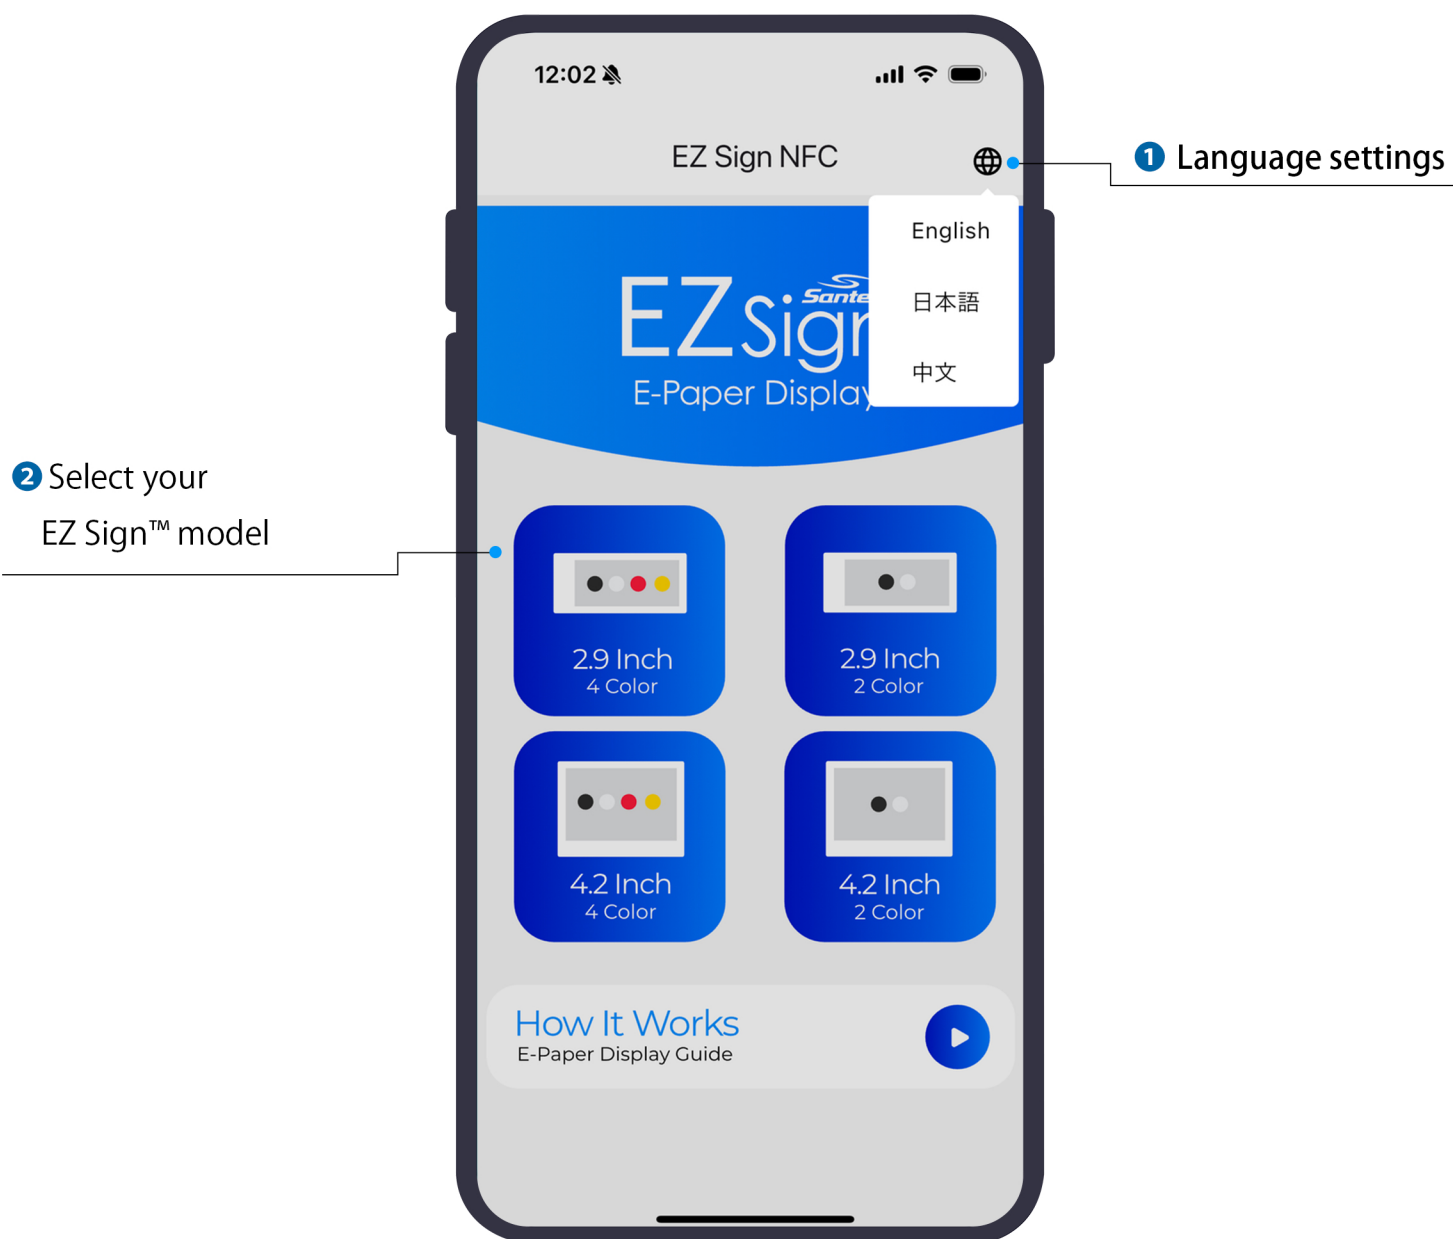 12:02
EZ Sign NFC
❶ Language settings
English
日本語
中文
Sante
EZ Sign
E-Paper Display
❷ Select your
EZ Sign™ model
2.9 Inch
4 Color
2.9 Inch
2 Color
4.2 Inch
4 Color
4.2 Inch
2 Color
How It Works
E-Paper Display Guide